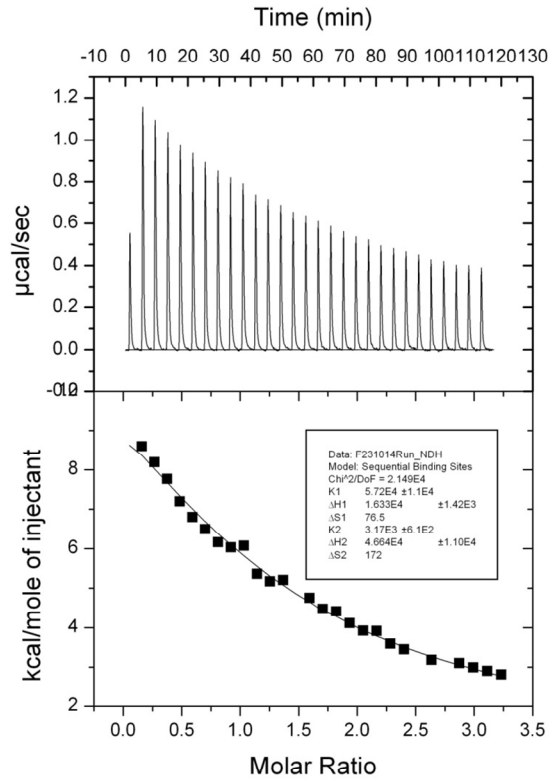 Time (min)
-10 0 10 20 30 40 50 60 70 80 90 100 110 120 130
1.2
1.0
0.8
0.6
0.4
0.2
0.0
µcal/sec
8
6
4
2
kcal/mole of injectant
Data: F231014Run_NDH
Model: Sequential Binding Sites
Chi^2/DoF = 2.149E4
K1 5.72E4 ±1.1E4
ΔH1 1.633E4 ±1.42E3
ΔS1 76.5
K2 3.17E3 ±6.1E2
ΔH2 4.664E4 ±1.10E4
ΔS2 172
0.0 0.5 1.0 1.5 2.0 2.5 3.0 3.5
Molar Ratio